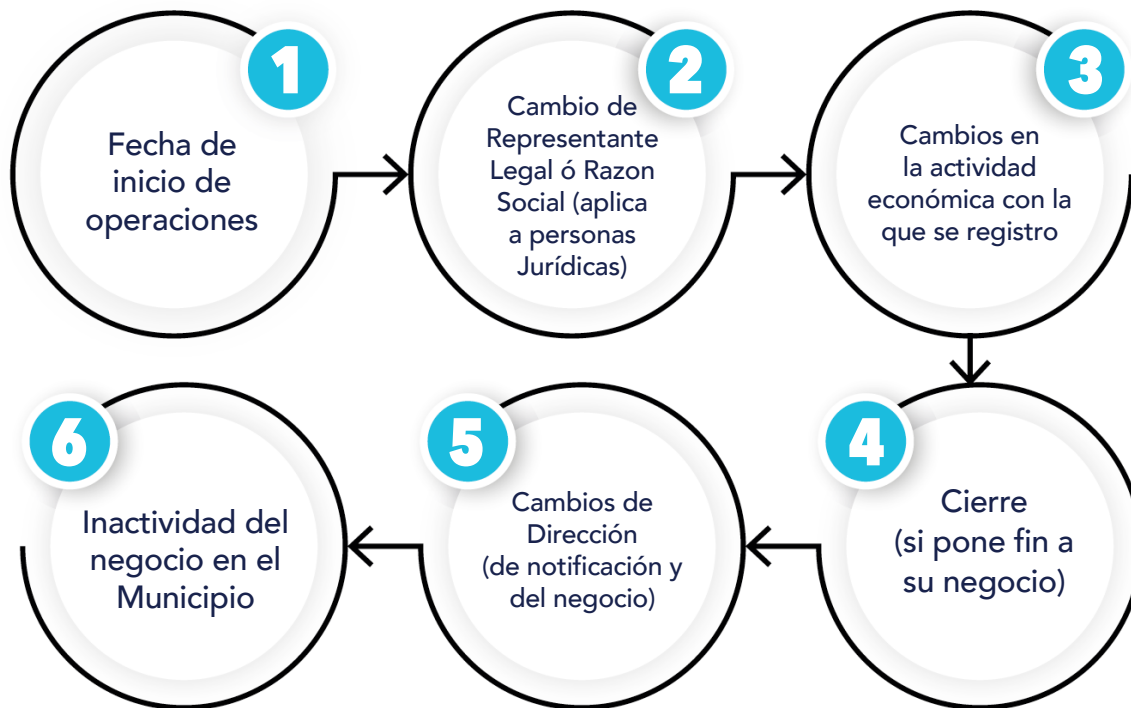 1
Fecha de
inicio de
operaciones
2
Cambio de
Representante
Legal ó Razon
Social (aplica
a personas
Jurídicas)
3
Cambios en
la actividad
económica con la
que se registro
4
Cierre
(si pone fin a
su negocio)
5
Cambios de
Dirección
(de notificación y
del negocio)
6
Inactividad del
negocio en el
Municipio